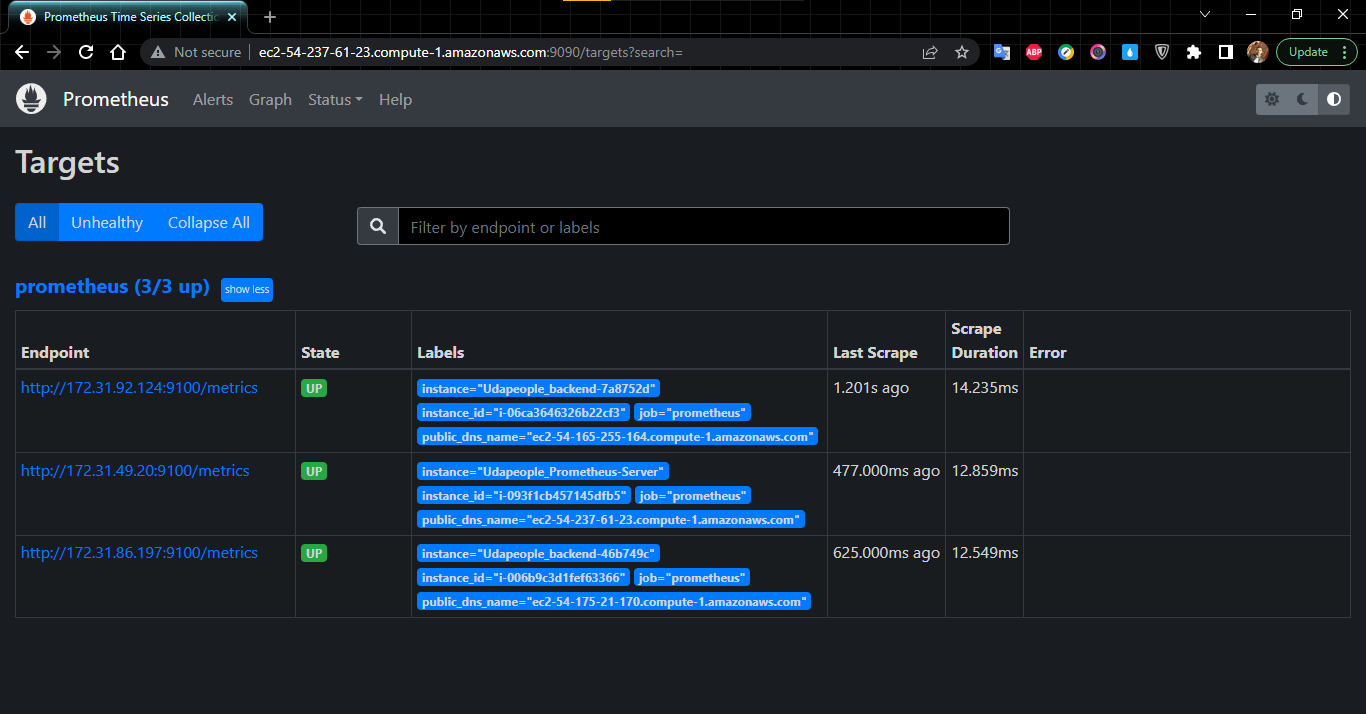 Prometheus Time Series Collectio
Not secure ec2-54-237-61-23.compute-1.amazonaws.com:9090/targets?search=
ABP
Update
Prometheus Alerts Graph Status Help
Targets
All Unhealthy Collapse All
Filter by endpoint or labels
prometheus (3/3 up) show less
Endpoint State Labels Last Scrape Scrape Duration Error
http://172.31.92.124:9100/metrics UP instance="Udapeople_backend-7a8752d" 1.201s ago 14.235ms
instance_id="i-06ca3646326b22cf3" job="prometheus"
public_dns_name="ec2-54-165-255-164.compute-1.amazonaws.com"
http://172.31.49.20:9100/metrics UP instance="Udapeople_Prometheus-Server" 477.000ms ago 12.859ms
instance_id="i-093f1cb457145dfb5" job="prometheus"
public_dns_name="ec2-54-237-61-23.compute-1.amazonaws.com"
http://172.31.86.197:9100/metrics UP instance="Udapeople_backend-46b749c" 625.000ms ago 12.549ms
instance_id="i-006b9c3d1fef63366" job="prometheus"
public_dns_name="ec2-54-175-21-170.compute-1.amazonaws.com"